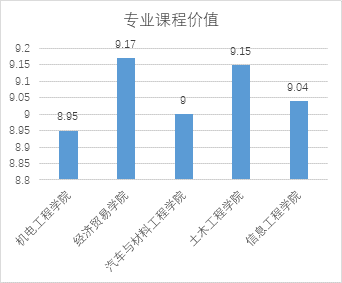 专业课程价值
9.2
9.15
9.1
9.05
9
8.95
8.9
8.85
8.8
8.95
9.17
9
9.15
9.04
机电工程学院
经济贸易学院
汽车与材料工程学院
土木工程学院
信息工程学院